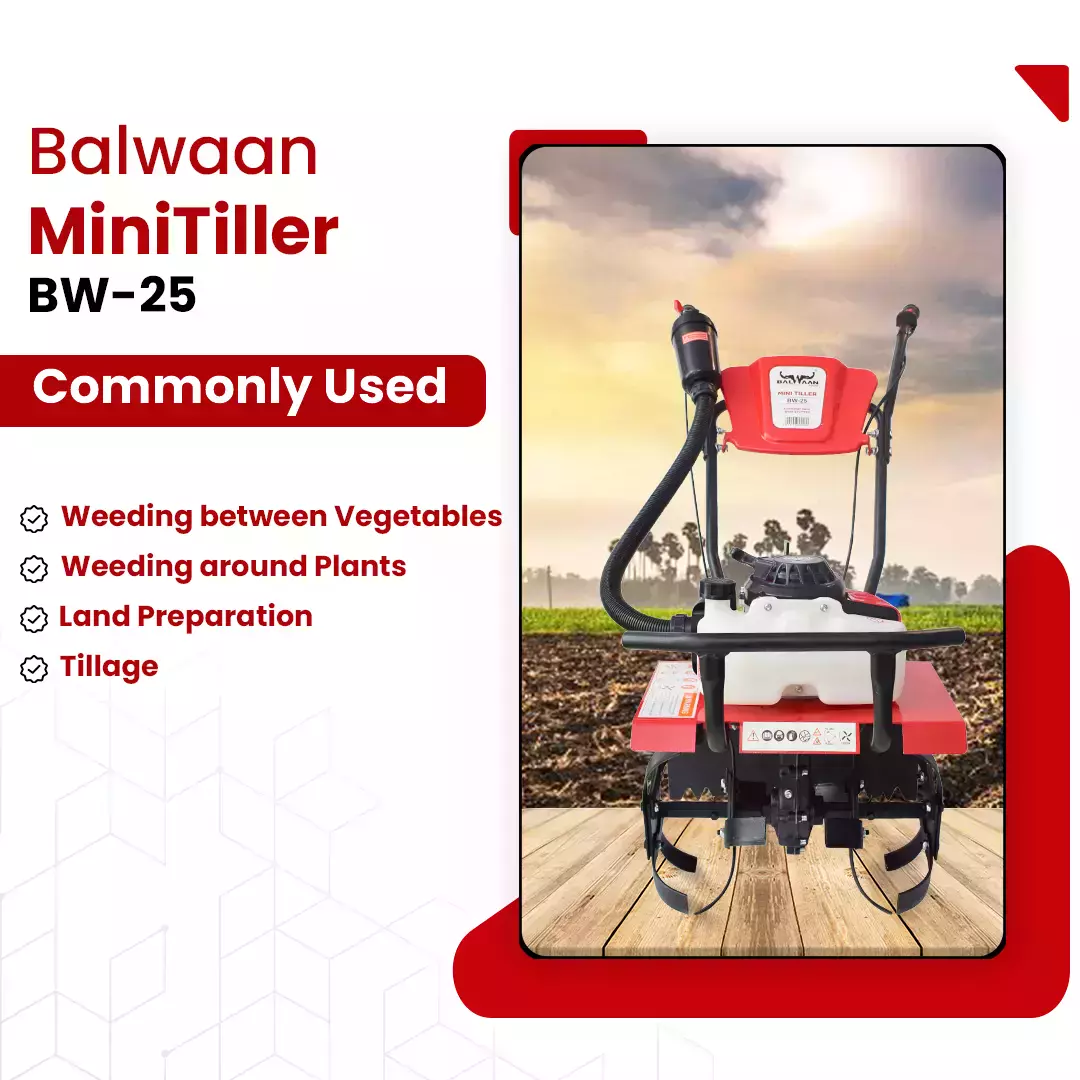 Balwaan
MiniTiller
BW-25
Commonly Used
Weeding between Vegetables
Weeding around Plants
Land Preparation
Tillage
BALWAAN
MINI TILLER
BW-25